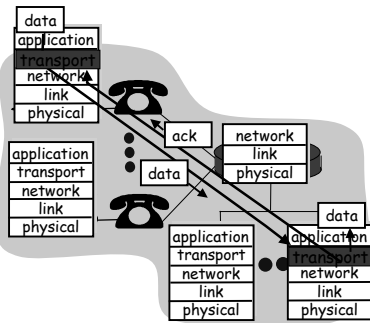 data
application
transport
network
link
physical
ack
network
link
physical
data
application
transport
network
link
physical
data
application
transport
network
link
physical
application
transport
network
link
physical